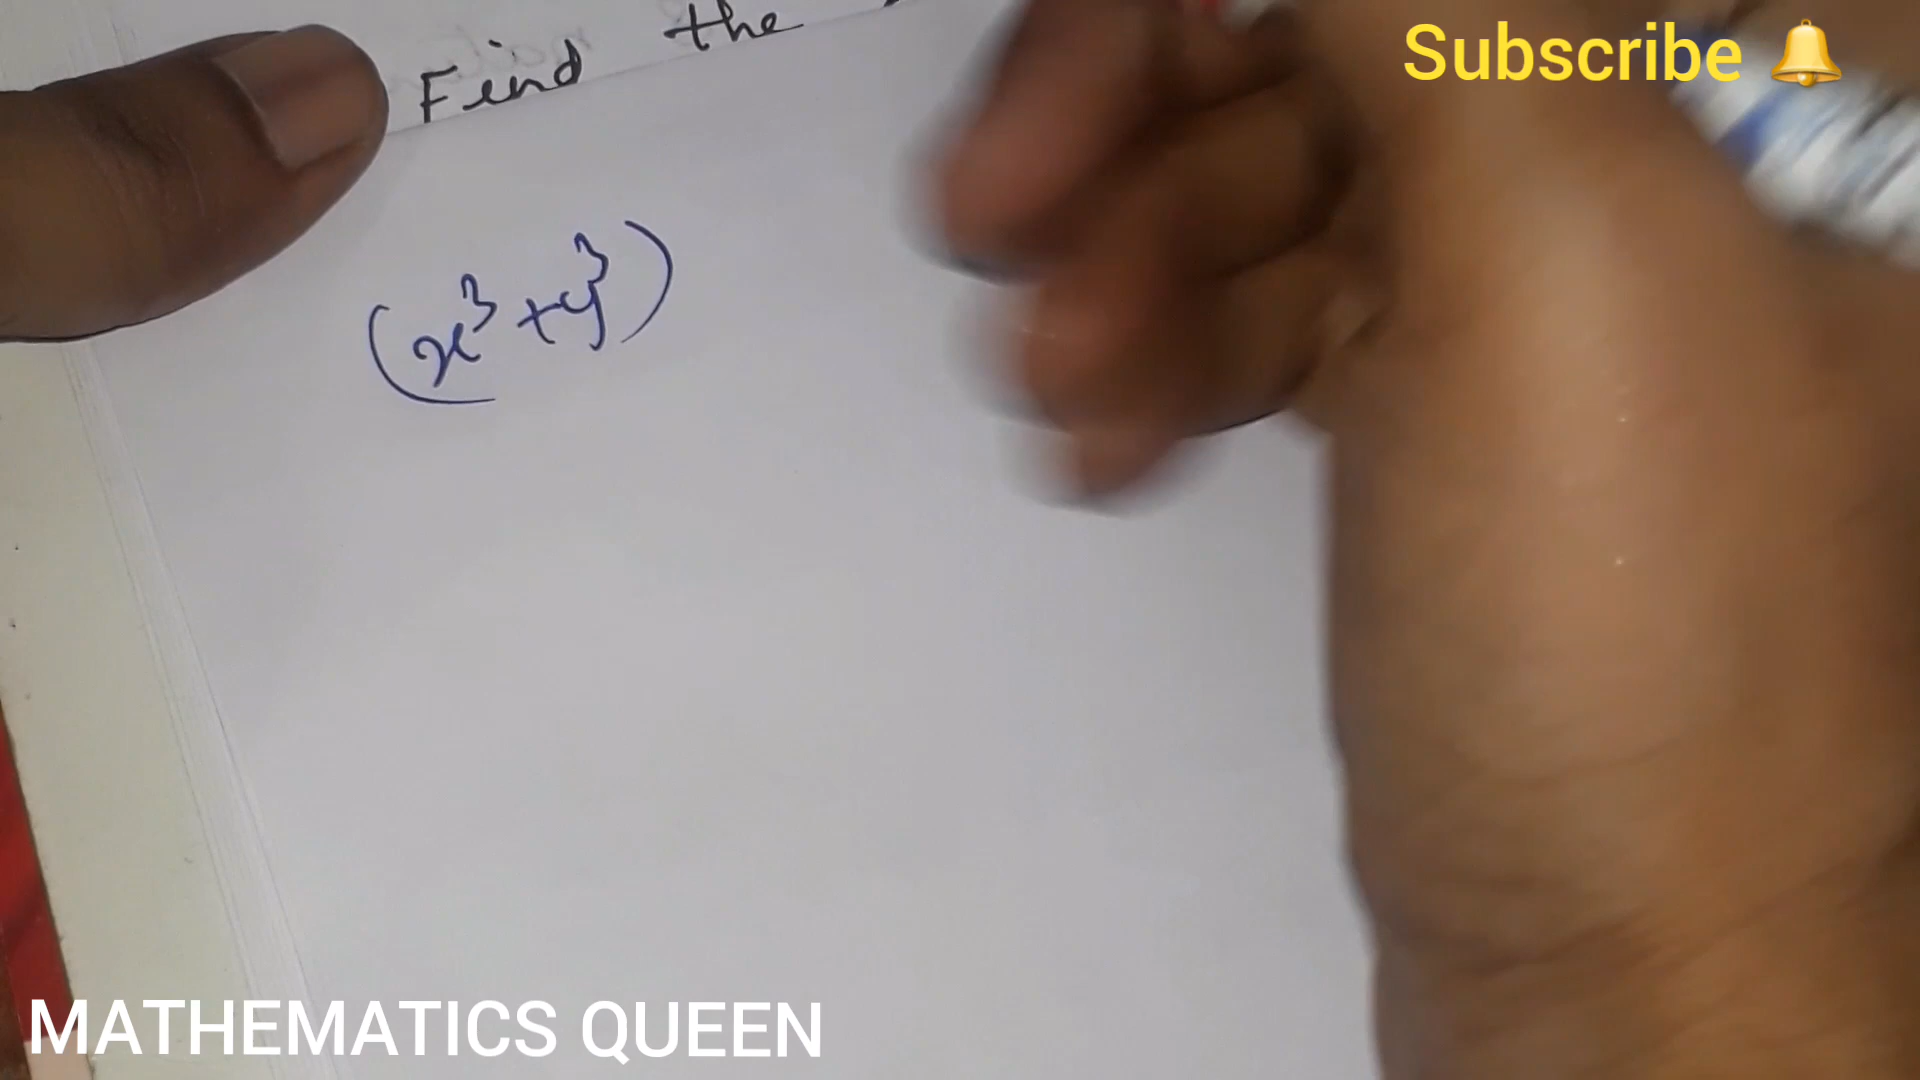 Find the
Subscribe 🔔
(x³+y³)
MATHEMATICS QUEEN